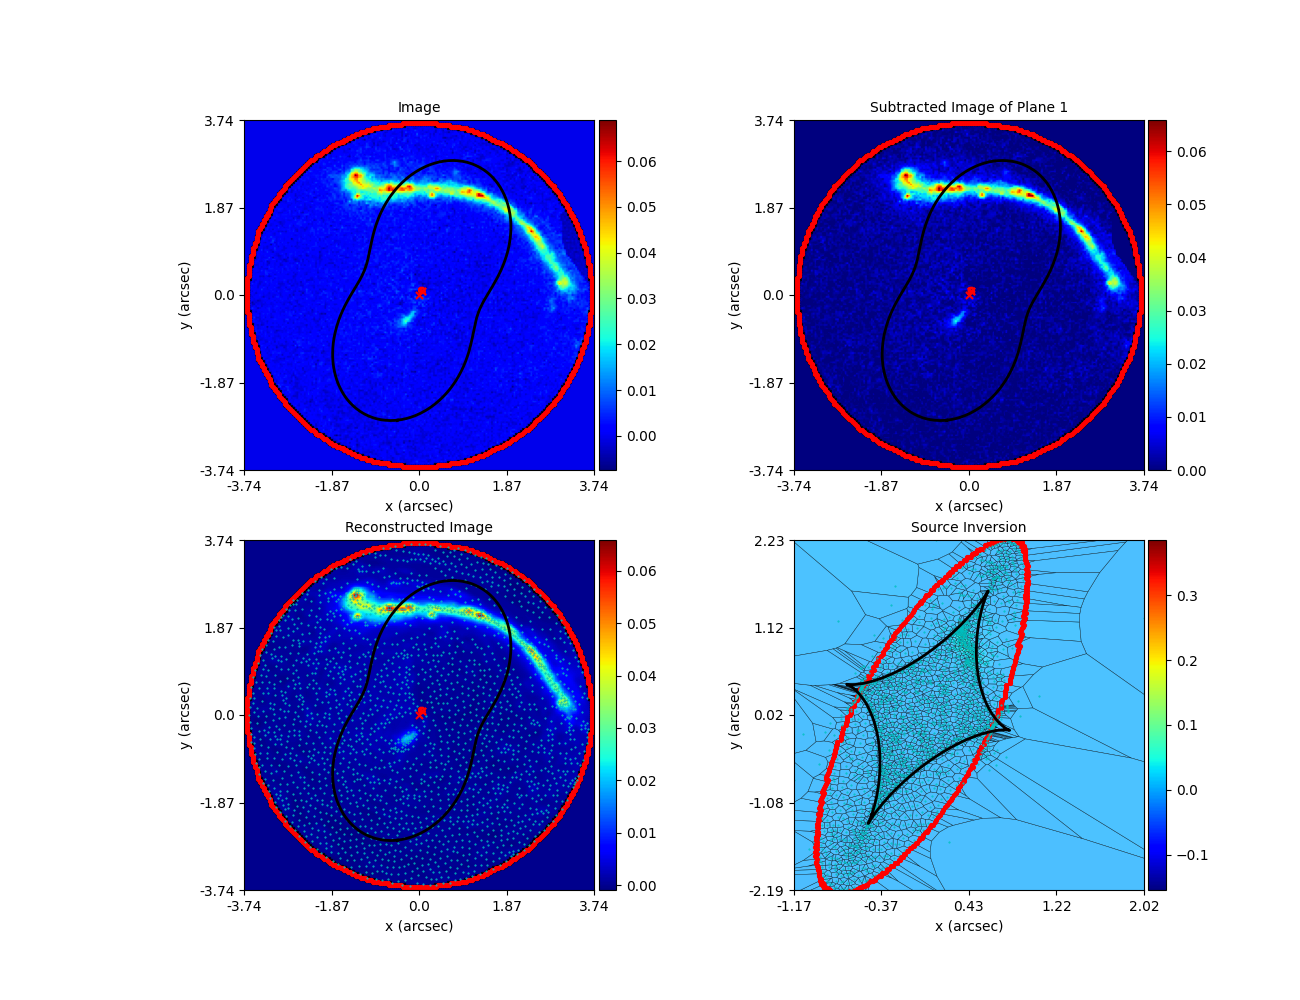 Image
Subtracted Image of Plane 1
3.74
1.87
0.0
-1.87
-3.74
y (arcsec)
-3.74 -1.87 0.0 1.87 3.74
x (arcsec)
0.06
0.05
0.04
0.03
0.02
0.01
0.00
3.74
1.87
0.0
-1.87
-3.74
y (arcsec)
-3.74 -1.87 0.0 1.87 3.74
x (arcsec)
0.06
0.05
0.04
0.03
0.02
0.01
0.00
Reconstructed Image
Source Inversion
3.74
1.87
0.0
-1.87
-3.74
y (arcsec)
-3.74 -1.87 0.0 1.87 3.74
x (arcsec)
0.06
0.05
0.04
0.03
0.02
0.01
0.00
2.23
1.12
0.02
-1.08
-2.19
y (arcsec)
-1.17 -0.37 0.43 1.22 2.02
x (arcsec)
0.3
0.2
0.1
0.0
−0.1